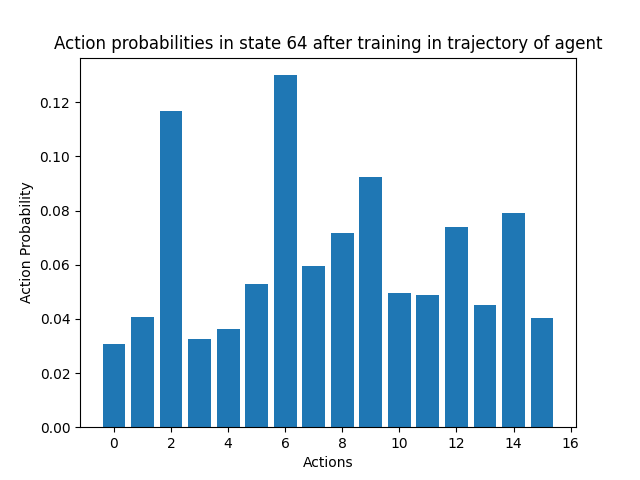 Action probabilities in state 64 after training in trajectory of agent
0.12
0.10
0.08
0.06
0.04
0.02
0.00
Action Probability
0 2 4 6 8 10 12 14 16
Actions